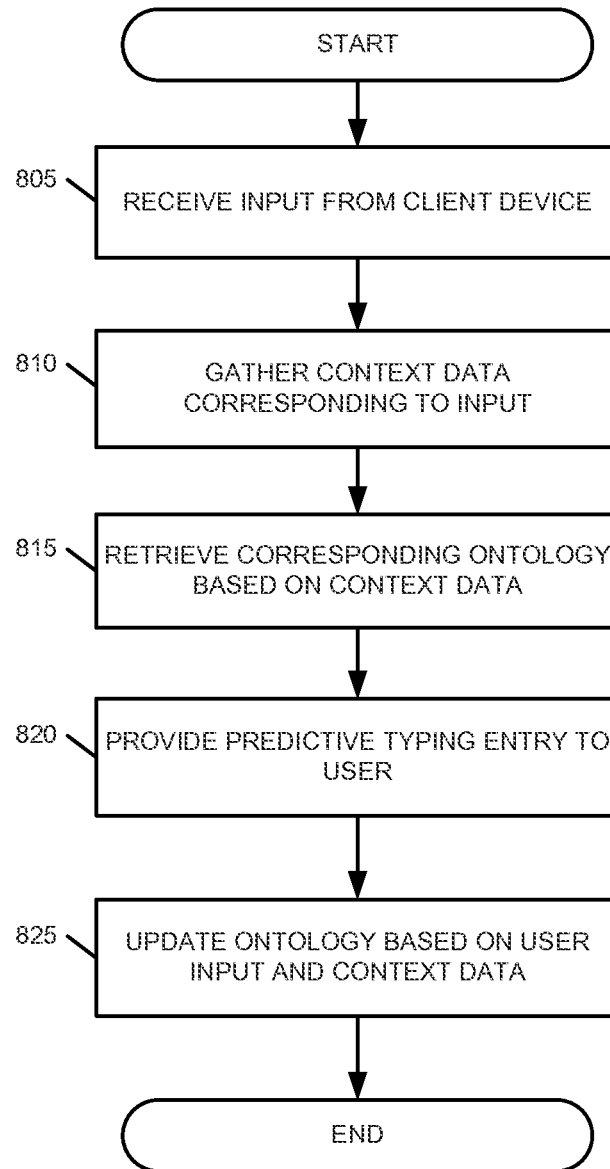 START
805
RECEIVE INPUT FROM CLIENT DEVICE
810
GATHER CONTEXT DATA
CORRESPONDING TO INPUT
815
RETRIEVE CORRESPONDING ONTOLOGY
BASED ON CONTEXT DATA
820
PROVIDE PREDICTIVE TYPING ENTRY TO
USER
825
UPDATE ONTOLOGY BASED ON USER
INPUT AND CONTEXT DATA
END